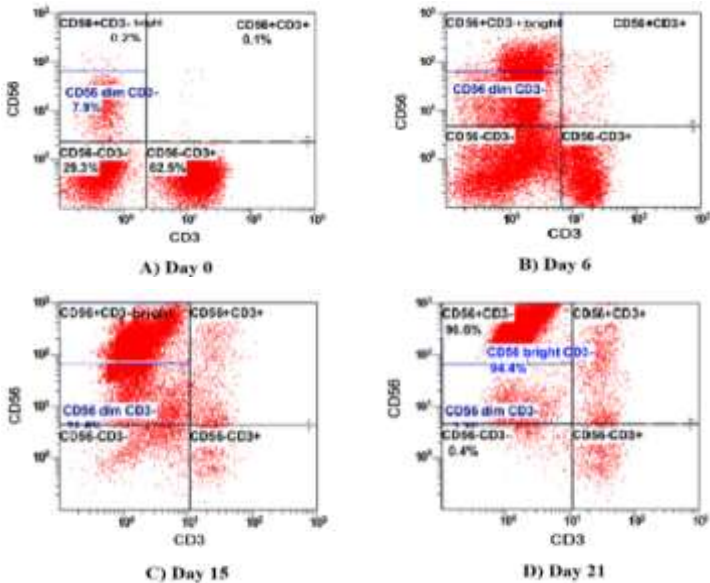 CD56+CD3- bright
0.2%
CD56+CD3+
0.1%
CD56 dim CD3-
7.9%
CD56-CD3-
29.3%
CD56-CD3+
62.5%
CD56
CD3
A) Day 0
CD56+CD3- bright
CD56+CD3+
CD56 dim CD3-
CD56-CD3-
CD56-CD3+
CD56
CD3
B) Day 6
CD56+CD3-bright
CD56+CD3+
CD56 dim CD3-
CD56-CD3-
CD56-CD3+
CD56
CD3
C) Day 15
CD56+CD3-
CD56+CD3+
CD56 bright CD3-
94.4%
CD56 dim CD3-
CD56-CD3-
0.4%
CD56-CD3+
CD56
CD3
D) Day 21